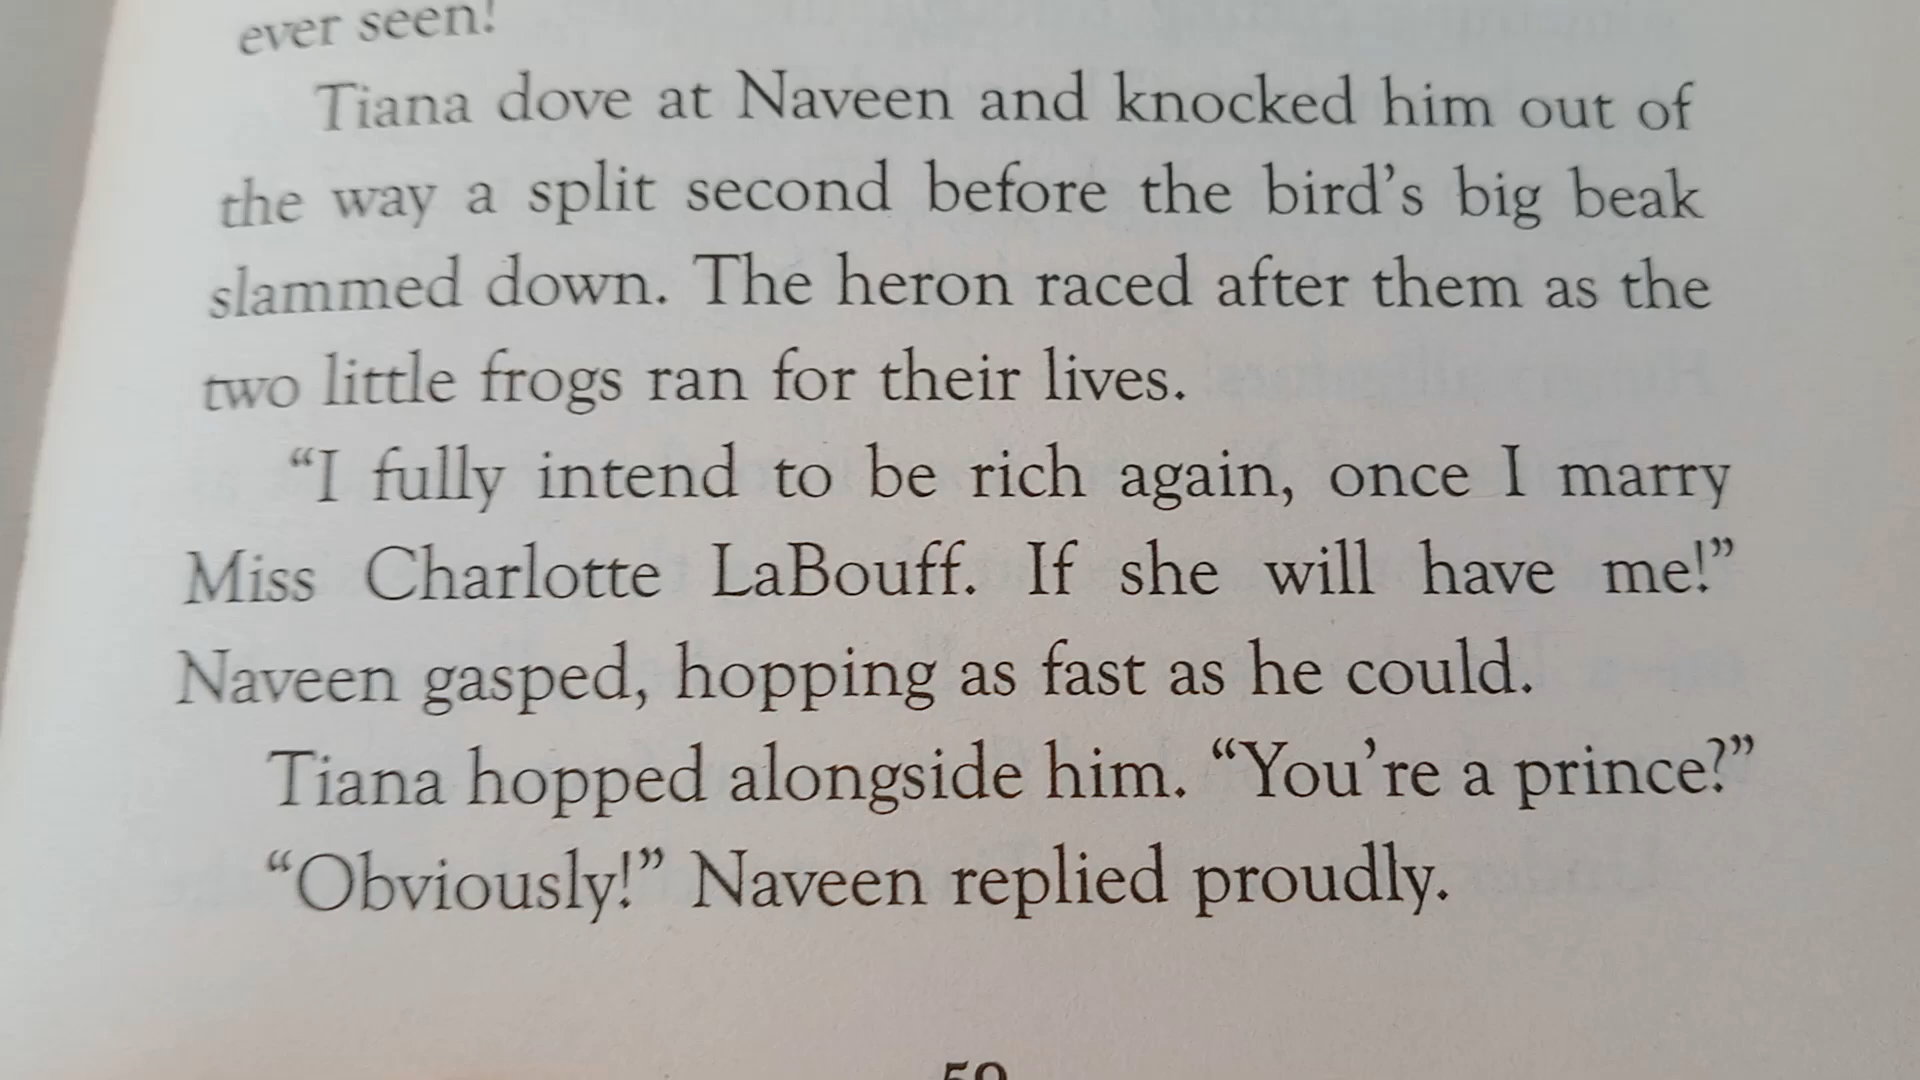 ever seen!
Tiana dove at Naveen and knocked him out of
the way a split second before the bird’s big beak
slammed down. The heron raced after them as the
two little frogs ran for their lives.
“I fully intend to be rich again, once I marry
Miss Charlotte LaBouff. If she will have me!”
Naveen gasped, hopping as fast as he could.
Tiana hopped alongside him. “You’re a prince?”
“Obviously!” Naveen replied proudly.